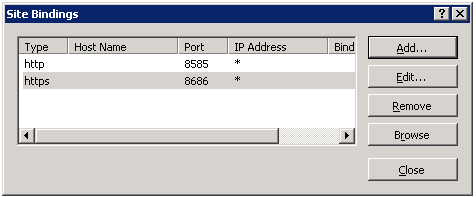 Site Bindings
Type Host Name Port IP Address Bind
http 8585 *
https 8686 *
Add...
Edit...
Remove
Browse
Close